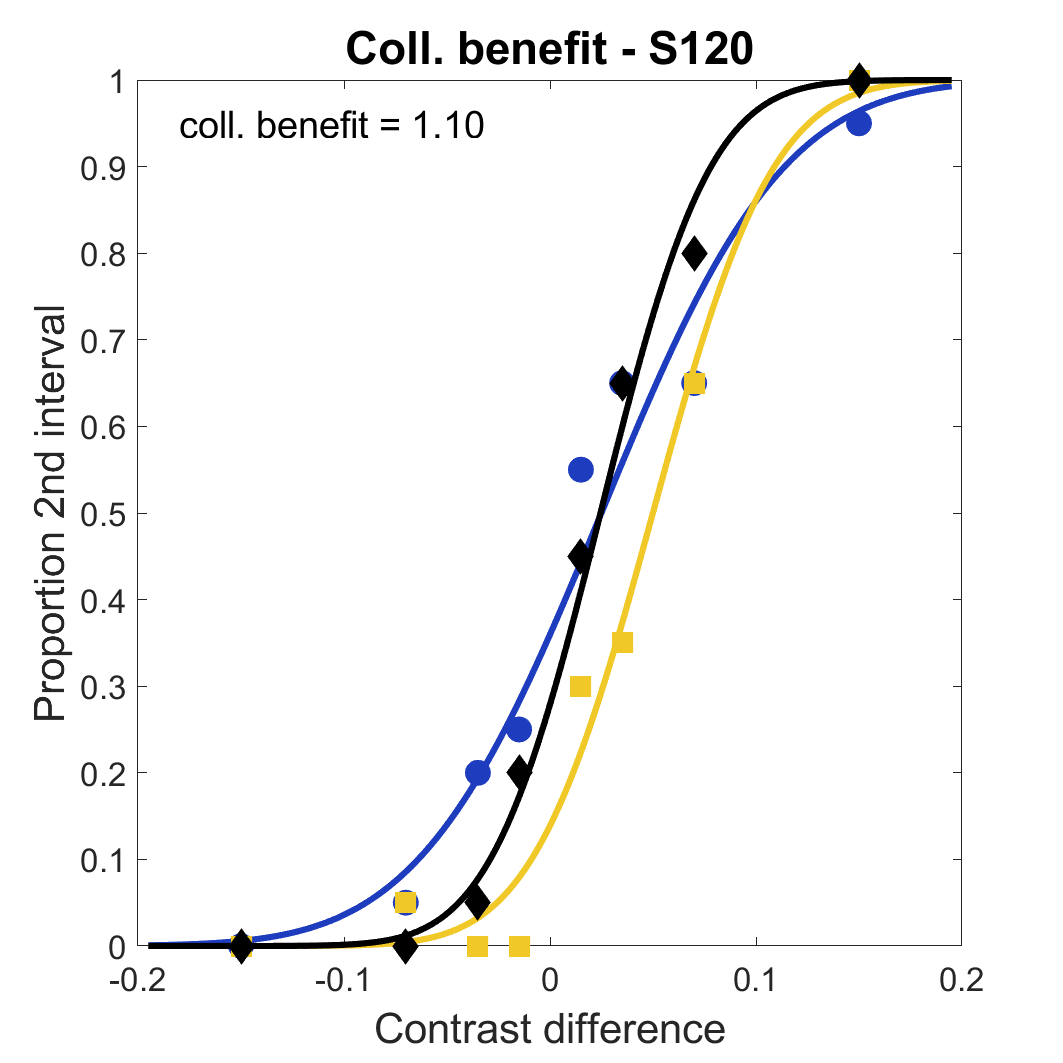 Coll. benefit - S120
coll. benefit = 1.10
1
0.9
0.8
0.7
0.6
0.5
0.4
0.3
0.2
0.1
0
Proportion 2nd interval
-0.2 -0.1 0 0.1 0.2
Contrast difference